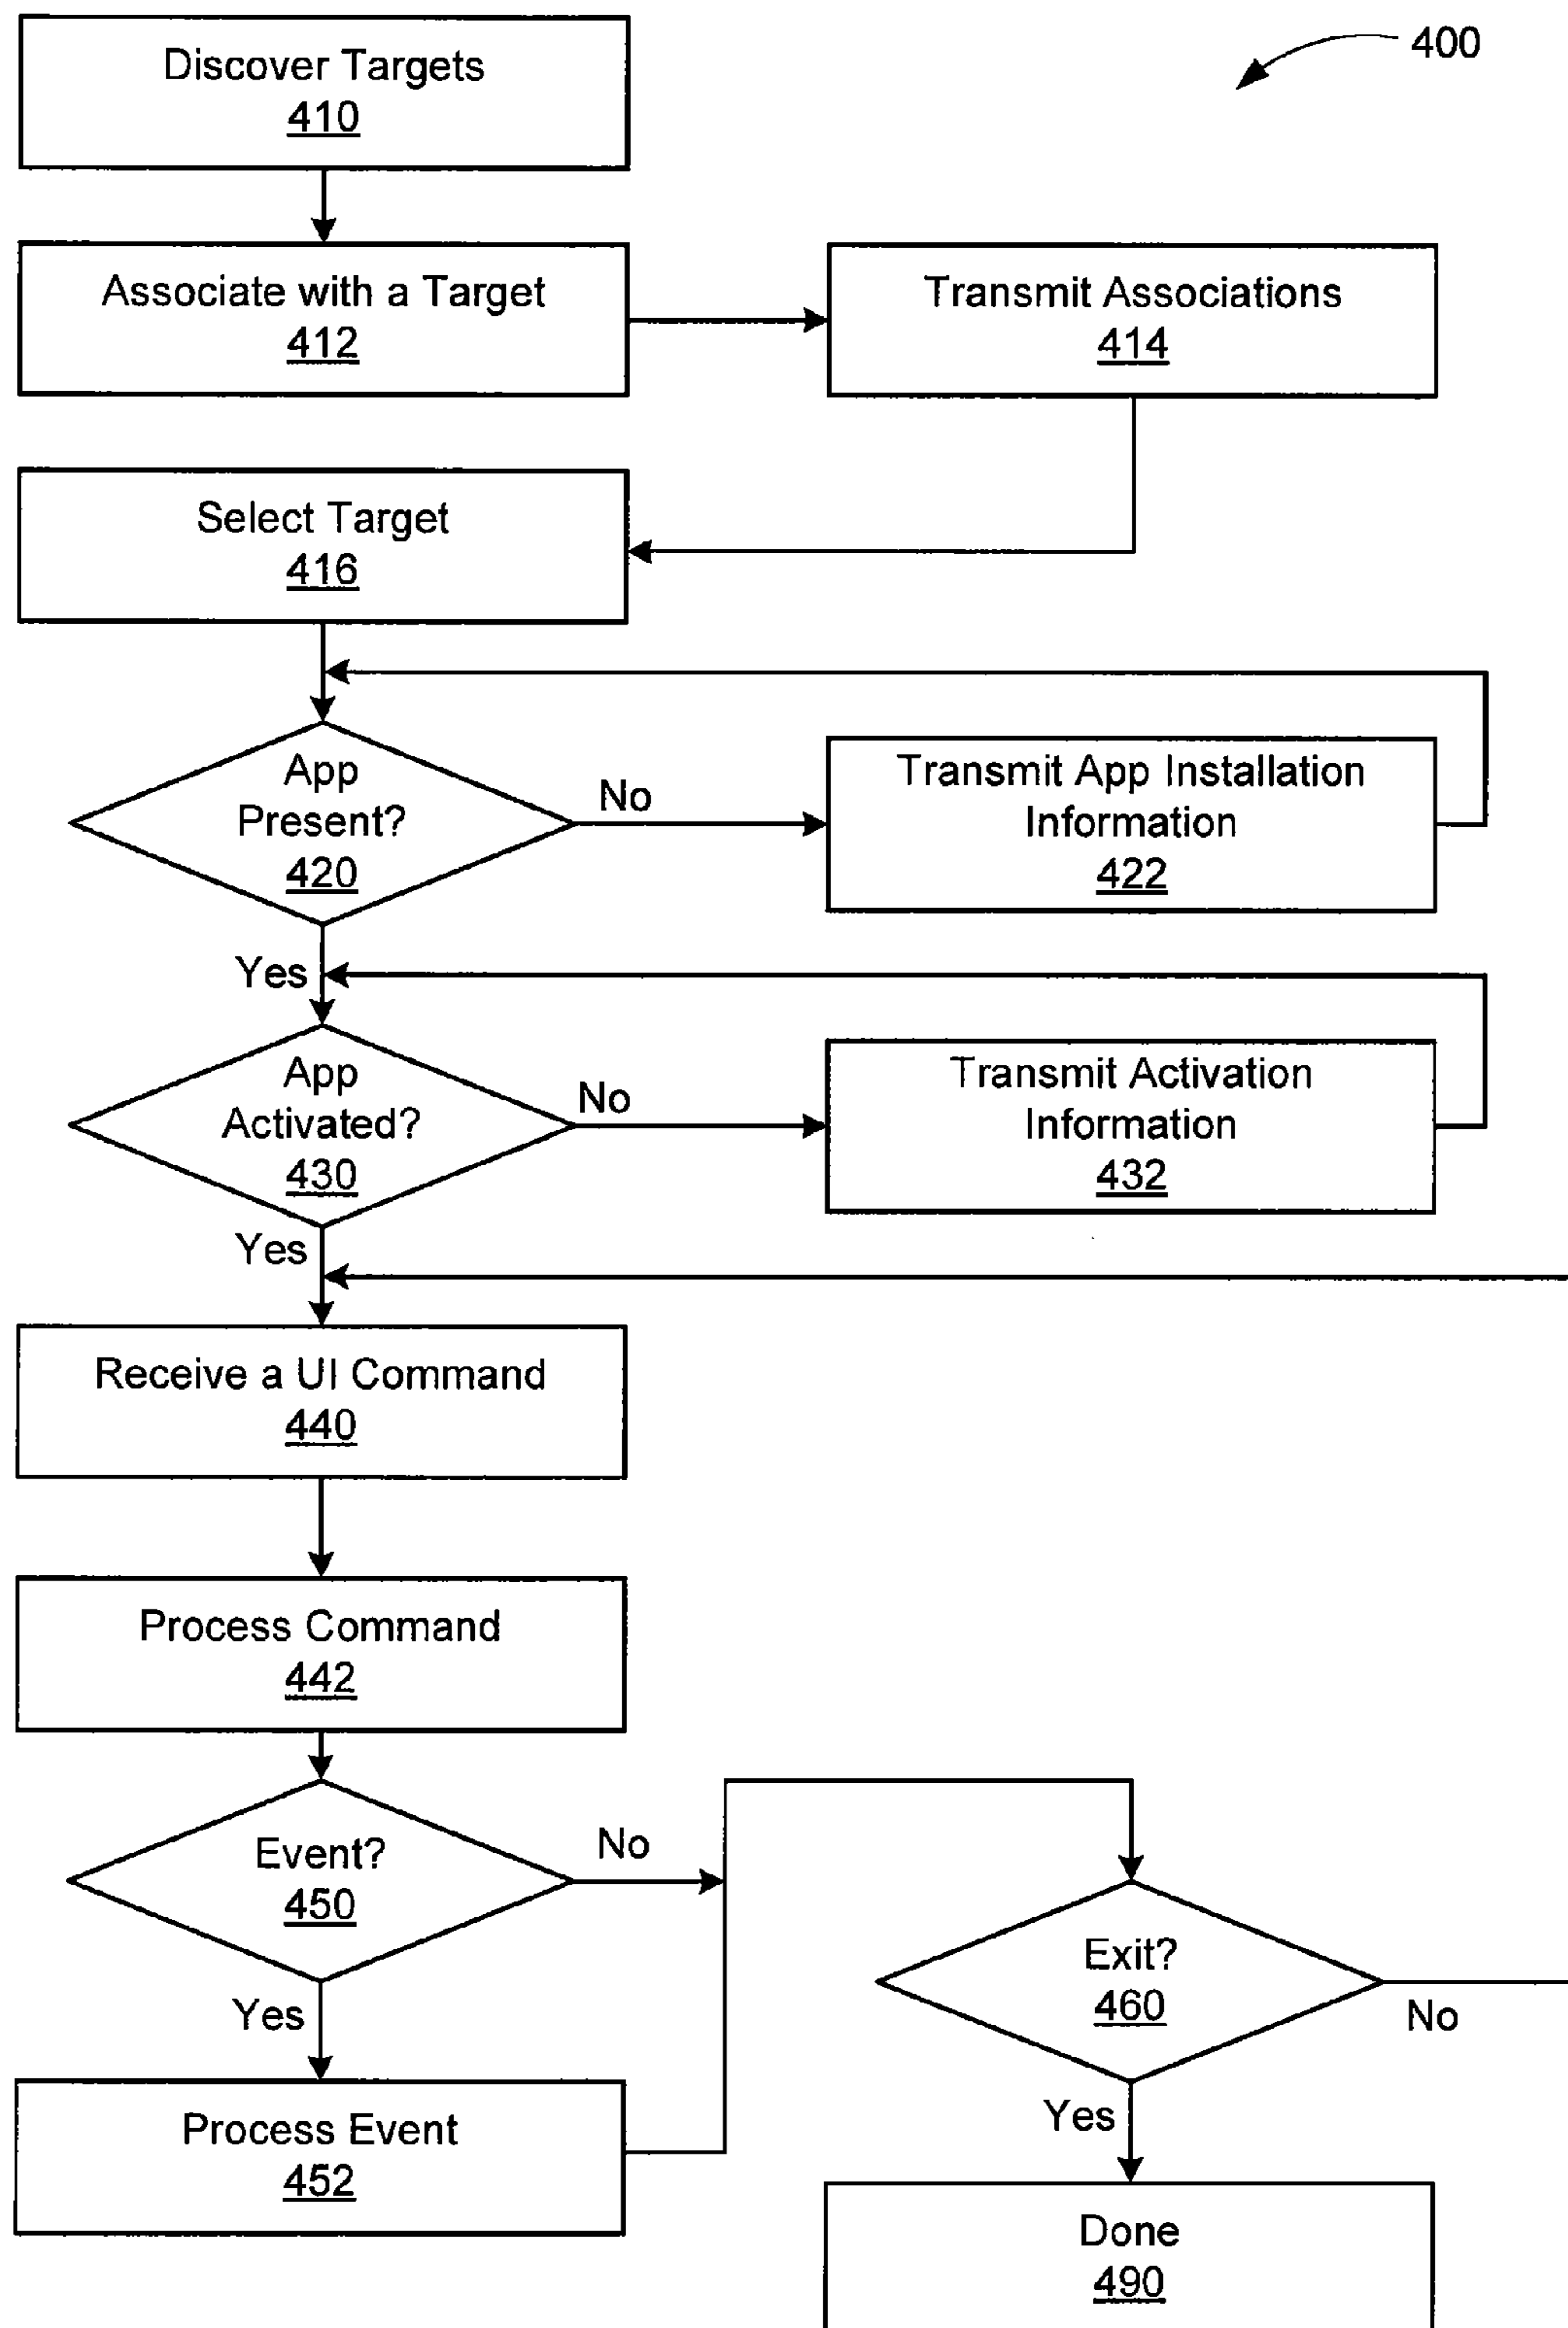 Discover Targets
410
400
Associate with a Target
412
Transmit Associations
414
Select Target
416
App
Present?
420
No
Transmit App Installation
Information
422
Yes
App
Activated?
430
No
Transmit Activation
Information
432
Yes
Receive a UI Command
440
Process Command
442
Event?
450
No
Exit?
460
No
Yes
Process Event
452
Yes
Done
490